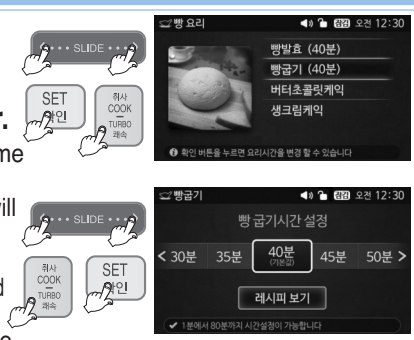 ••• SLIDE •••
SET
확인
취사
COOK
TURBO
쾌속
r.
me
빵 요리
잠김 오전 12:30
빵발효 (40분)
빵굽기 (40분)
버터초콜릿케익
생크림케익
확인 버튼을 누르면 요리시간을 변경 할 수 있습니다
will
••• SLIDE •••
취사
COOK
TURBO
쾌속
SET
확인
d
빵굽기
잠김 오전 12:30
빵 굽기시간 설정
< 30분 35분 40분 45분 50분 >
(기본값)
레시피 보기
✔ 1분에서 80분까지 시간설정이 가능합니다